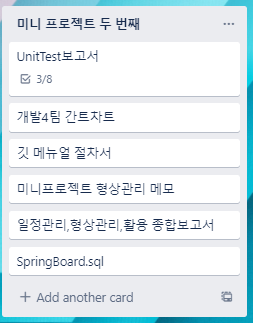 미니 프로젝트 두 번째
UnitTest보고서
3/8
개발4팀 간트차트
깃 메뉴얼 절차서
미니프로젝트 형상관리 메모
일정관리,형상관리,활용 종합보고서
SpringBoard.sql
Add another card